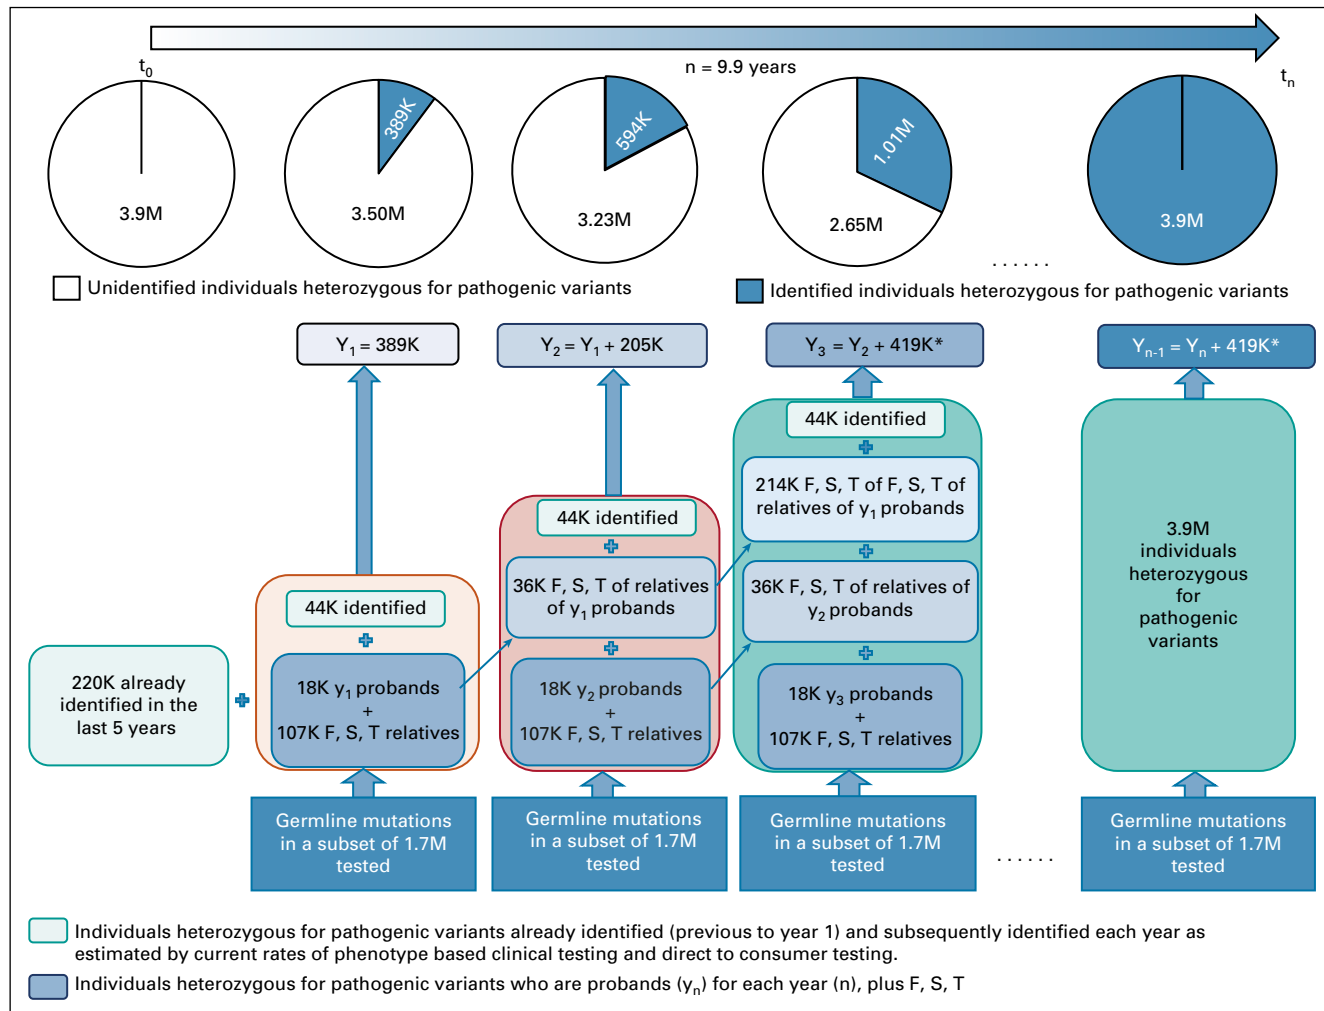 t0
n = 9.9 years
tn
3.9M
389K
3.50M
594K
3.23M
1.01M
2.65M
3.9M
......
Unidentified individuals heterozygous for pathogenic variants
Identified individuals heterozygous for pathogenic variants
Y1 = 389K
Y2 = Y1 + 205K
Y3 = Y2 + 419K*
Yn-1 = Yn + 419K*
220K already
identified in the
last 5 years
+
44K identified
+
18K y1 probands
+
107K F, S, T relatives
44K identified
+
36K F, S, T of relatives
of y1 probands
+
18K y2 probands
+
107K F, S, T relatives
44K identified
+
214K F, S, T of F, S, T of
relatives of y1 probands
+
36K F, S, T of relatives of
y2 probands
+
18K y3 probands
+
107K F, S, T relatives
3.9M
individuals
heterozygous
for
pathogenic
variants
Germline mutations
in a subset of 1.7M
tested
Germline mutations
in a subset of 1.7M
tested
Germline mutations
in a subset of 1.7M
tested
......
Germline mutations
in a subset of 1.7M
tested
Individuals heterozygous for pathogenic variants already identified (previous to year 1) and subsequently identified each year as
estimated by current rates of phenotype based clinical testing and direct to consumer testing.
Individuals heterozygous for pathogenic variants who are probands (yn) for each year (n), plus F, S, T